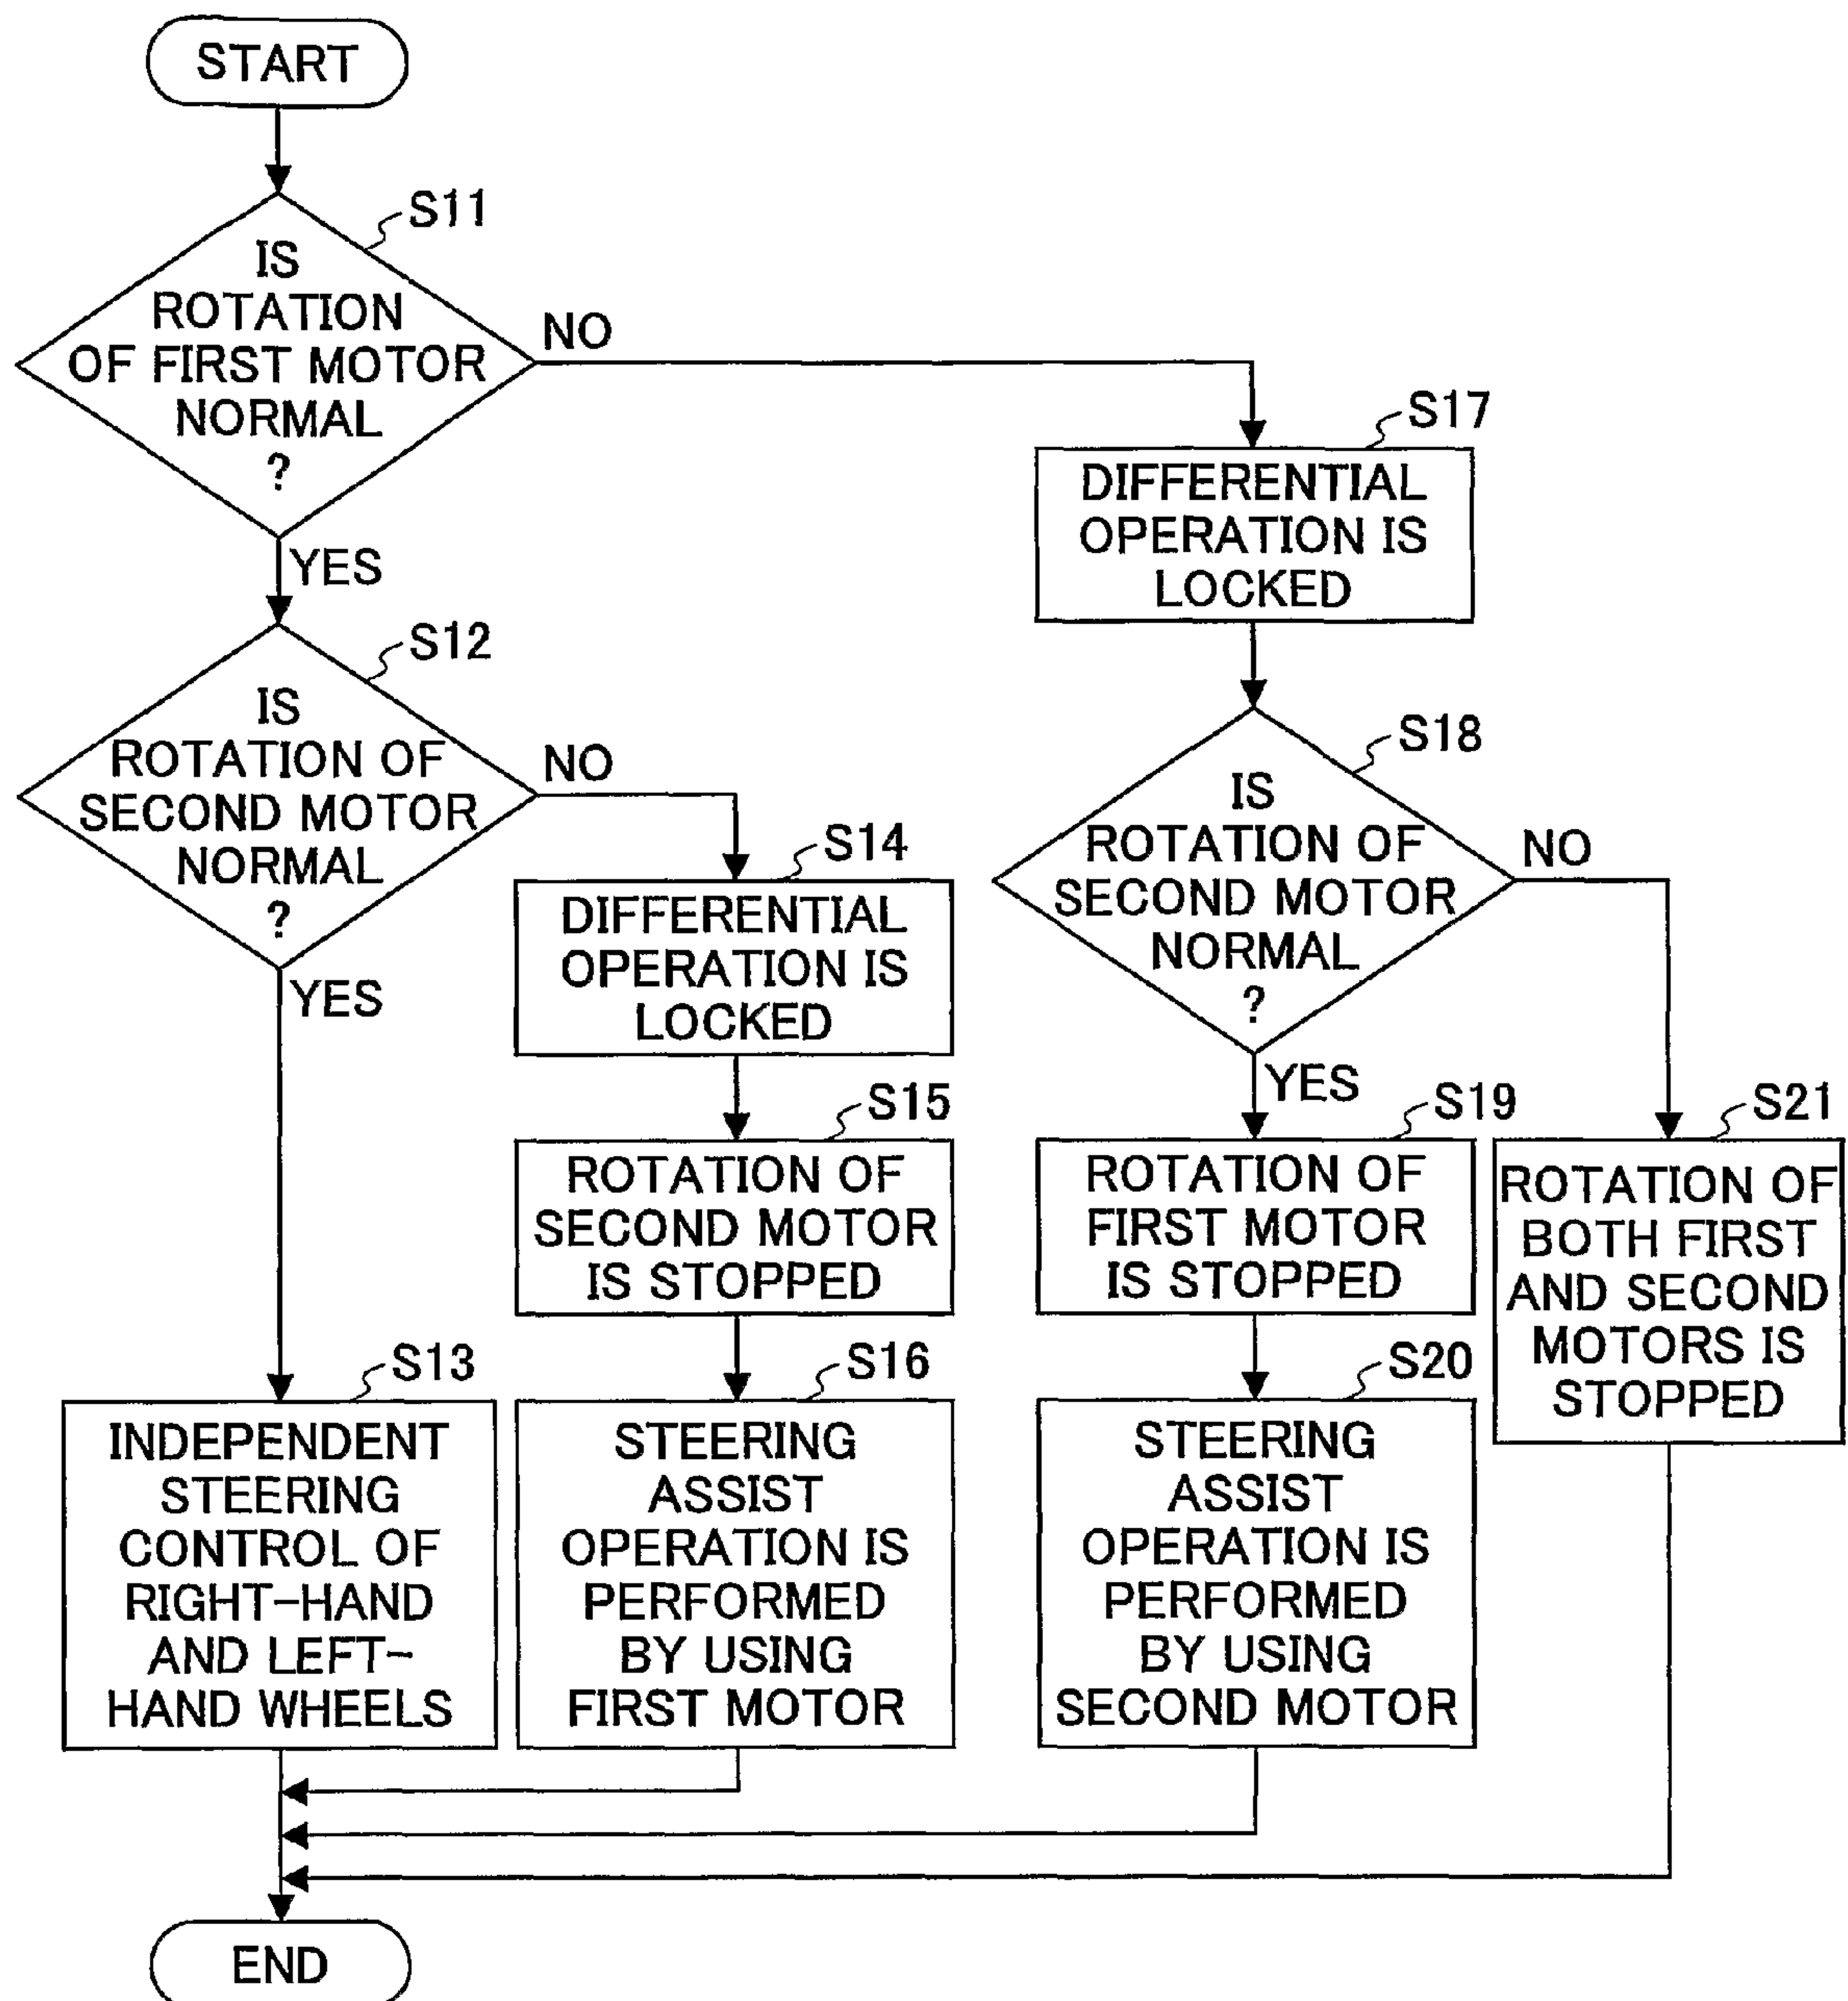 START
S11
IS
ROTATION
OF FIRST MOTOR
NORMAL
?
NO
YES
S12
IS
ROTATION OF
SECOND MOTOR
NORMAL
?
NO
YES
S13
INDEPENDENT
STEERING
CONTROL OF
RIGHT-HAND
AND LEFT-
HAND WHEELS
S14
DIFFERENTIAL
OPERATION IS
LOCKED
S15
ROTATION OF
SECOND MOTOR
IS STOPPED
S16
STEERING
ASSIST
OPERATION IS
PERFORMED
BY USING
FIRST MOTOR
S17
DIFFERENTIAL
OPERATION IS
LOCKED
S18
IS
ROTATION OF
SECOND MOTOR
NORMAL
?
NO
YES
S19
ROTATION OF
FIRST MOTOR
IS STOPPED
S20
STEERING
ASSIST
OPERATION IS
PERFORMED
BY USING
SECOND MOTOR
S21
ROTATION OF
BOTH FIRST
AND SECOND
MOTORS IS
STOPPED
END